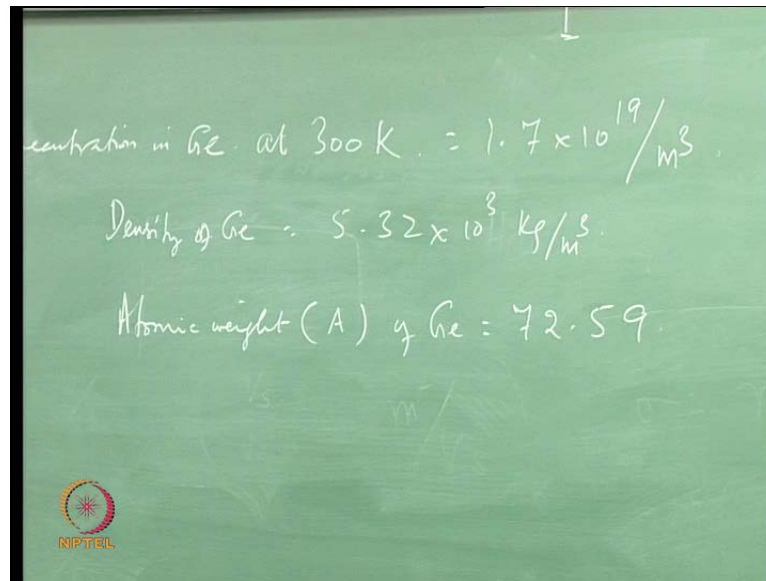 centration in Ge. at 300 K. = 1.7 x 10^19/m^3.
Density of Ge = 5.32 x 10^3 Kg/m^3.
Atomic weight (A) of Ge = 72.59.
NPTEL